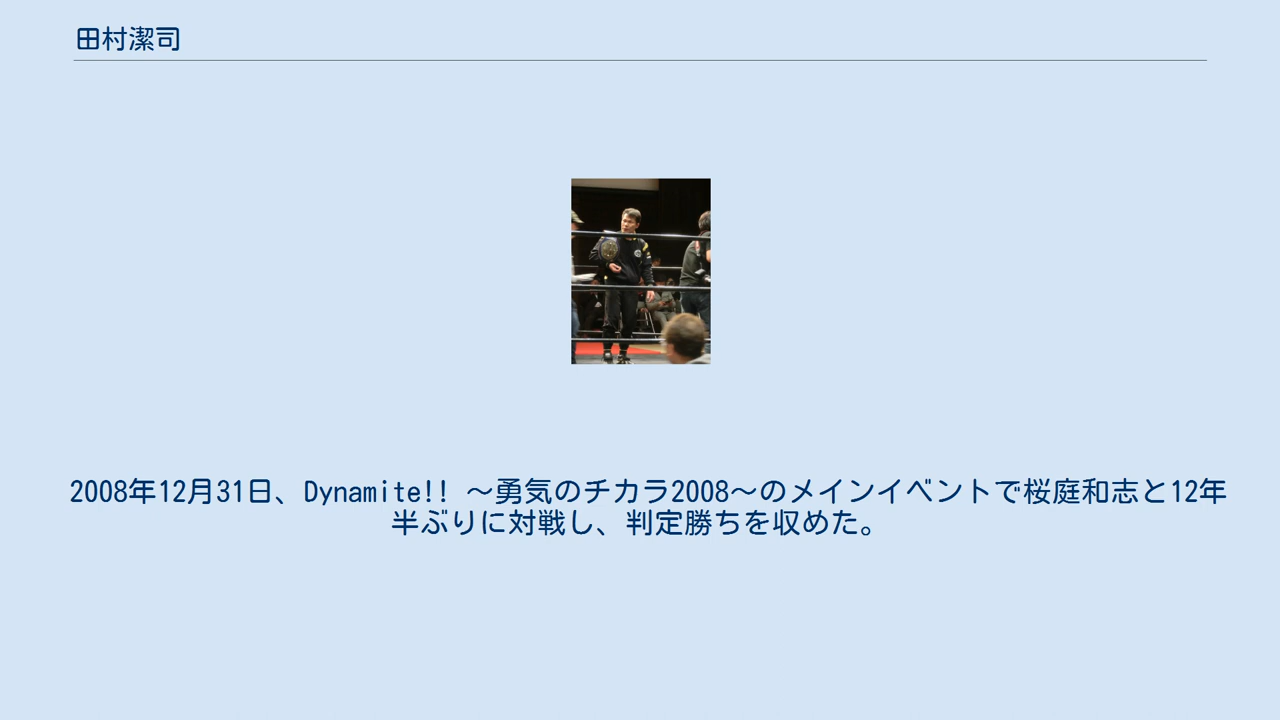 田村潔司
2008年12月31日、Dynamite!! 〜勇気のチカラ2008〜のメインイベントで桜庭和志と12年
半ぶりに対戦し、判定勝ちを収めた。